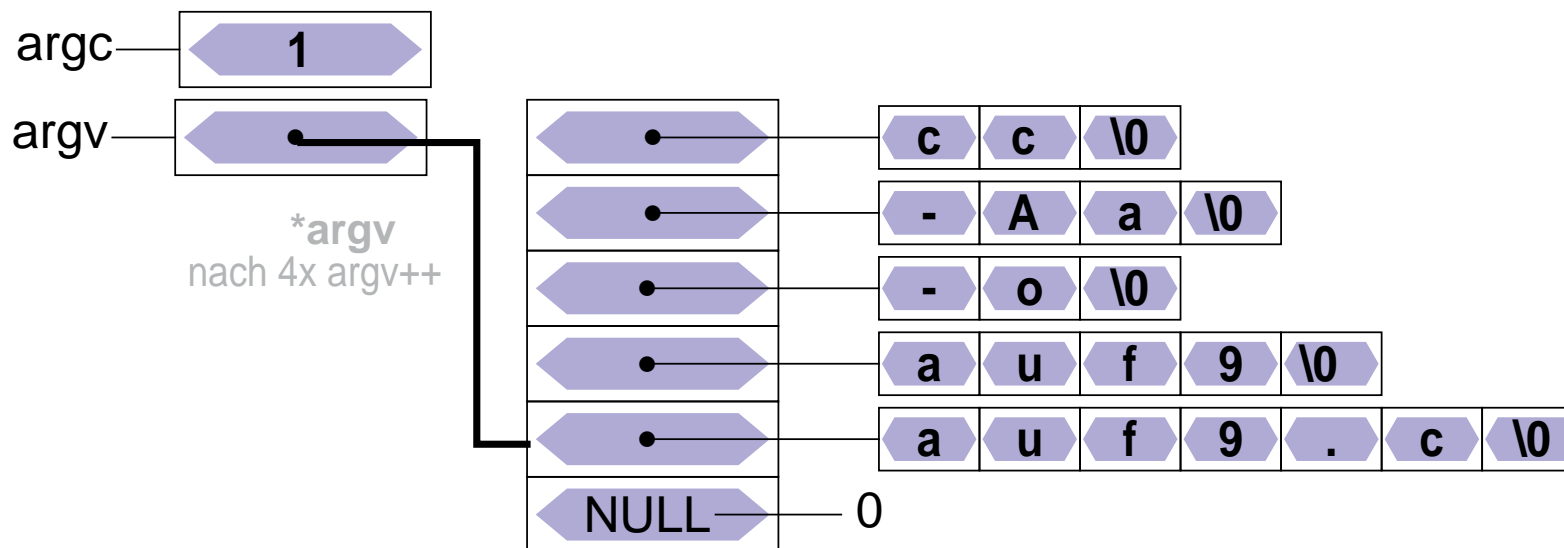 argc 1
argv
c c \0
- A a \0
*argv
nach 4x argv++
- o \0
a u f 9 \0
a u f 9 . c \0
NULL 0